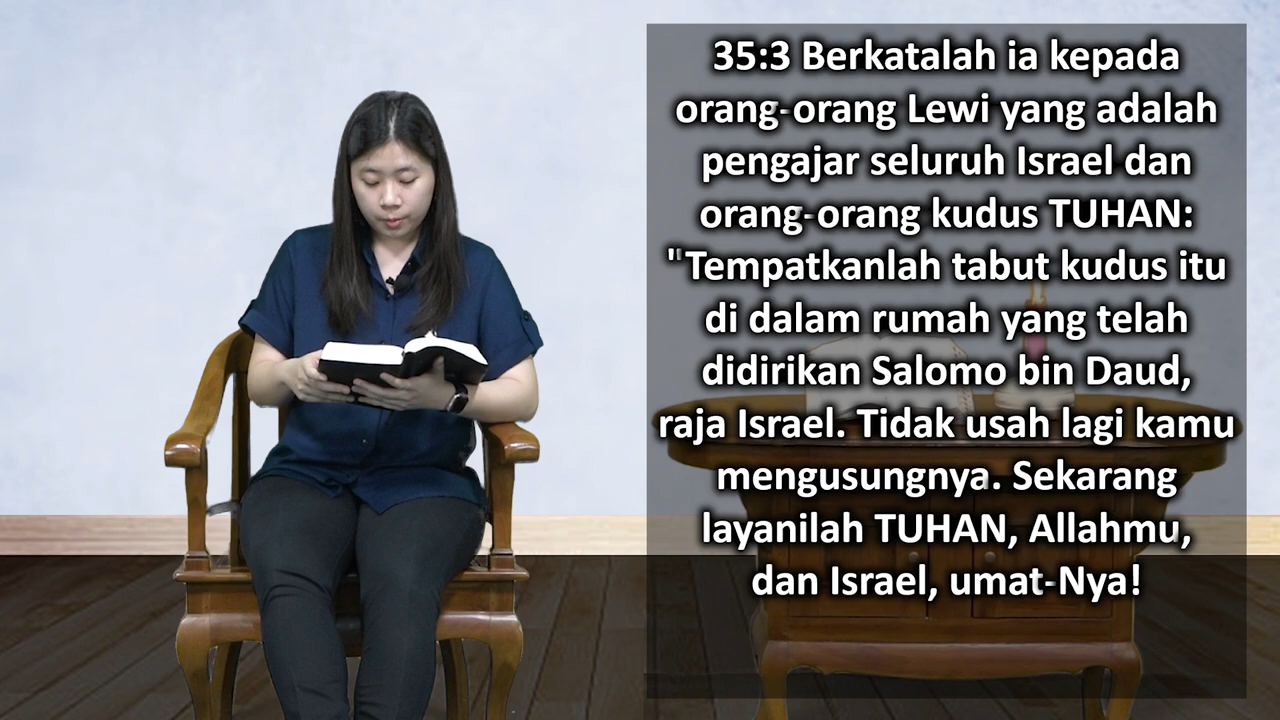 35:3 Berkatalah ia kepada
orang-orang Lewi yang adalah
pengajar seluruh Israel dan
orang-orang kudus TUHAN:
"Tempatkanlah tabut kudus itu
di dalam rumah yang telah
didirikan Salomo bin Daud,
raja Israel. Tidak usah lagi kamu
mengusungnya. Sekarang
layanilah TUHAN, Allahmu,
dan Israel, umat-Nya!